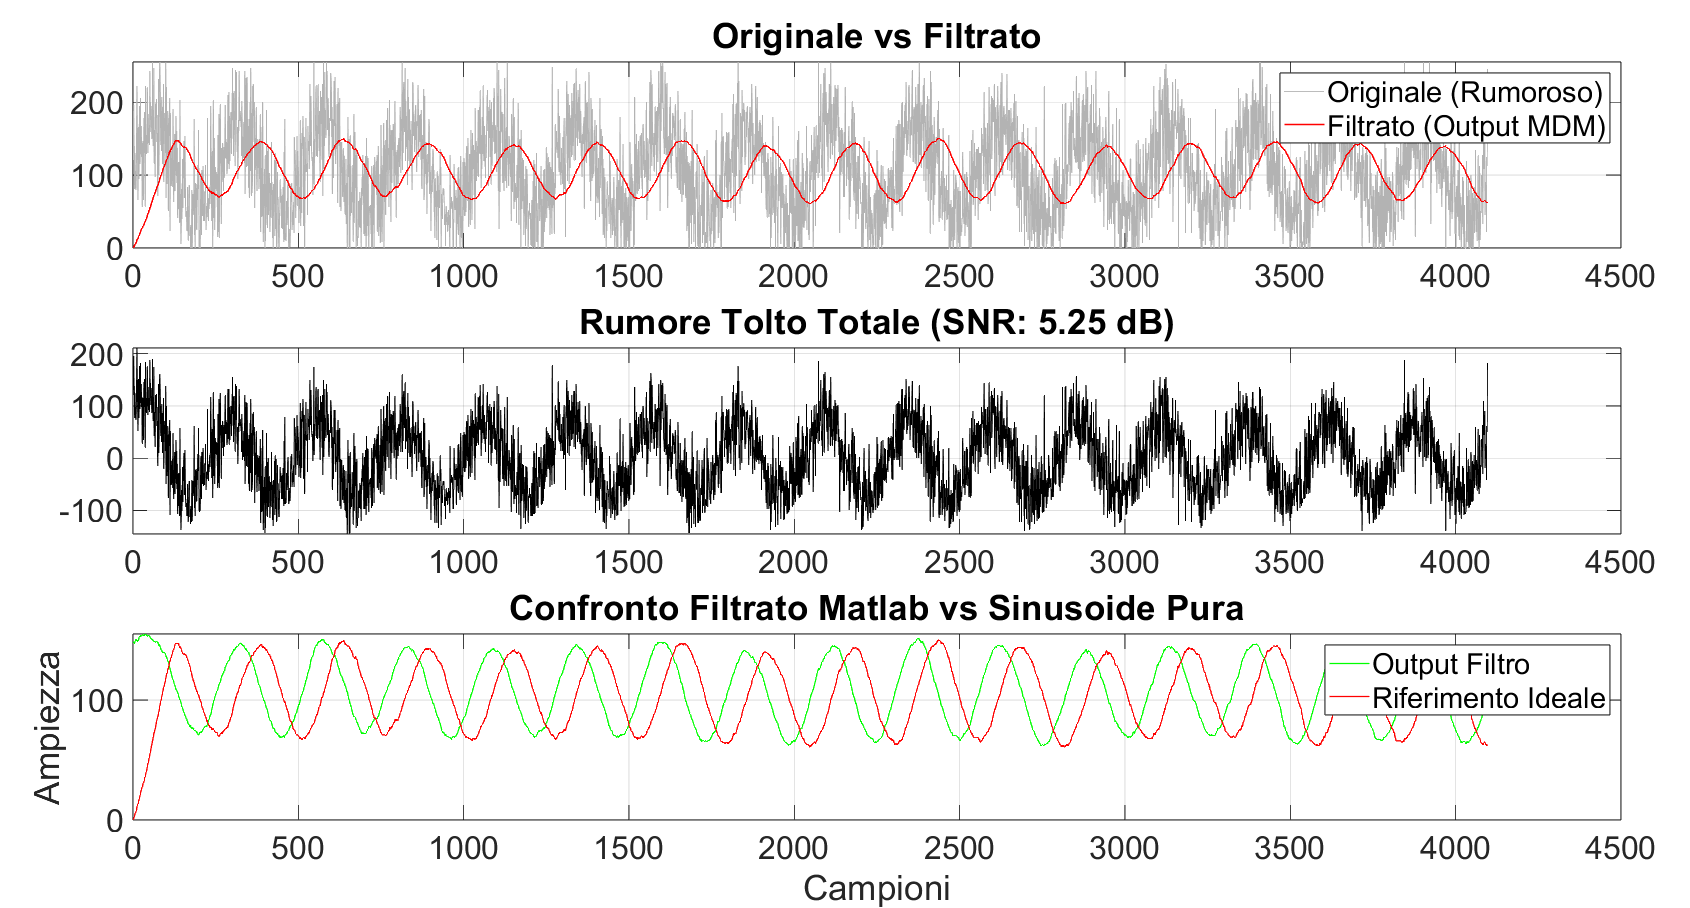 Originale vs Filtrato
200
100
0
Originale (Rumoroso)
Filtrato (Output MDM)
0 500 1000 1500 2000 2500 3000 3500 4000 4500
Rumore Tolto Totale (SNR: 5.25 dB)
200
100
0
-100
0 500 1000 1500 2000 2500 3000 3500 4000 4500
Confronto Filtrato Matlab vs Sinusoide Pura
Ampiezza
100
0
Output Filtro
Riferimento Ideale
0 500 1000 1500 2000 2500 3000 3500 4000 4500
Campioni